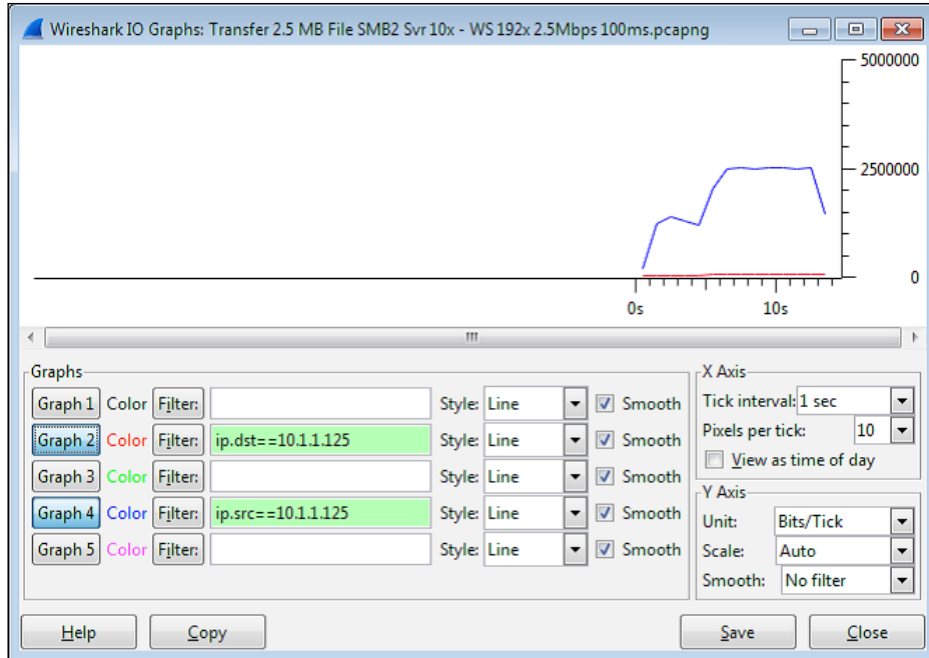 Wireshark IO Graphs: Transfer 2.5 MB File SMB2 Svr 10x - WS 192x 2.5Mbps 100ms.pcapng
5000000
2500000
0
0s 10s
Graphs
Graph 1 Color Filter: Style: Line Smooth
Graph 2 Color Filter: ip.dst==10.1.1.125 Style: Line Smooth
Graph 3 Color Filter: Style: Line Smooth
Graph 4 Color Filter: ip.src==10.1.1.125 Style: Line Smooth
Graph 5 Color Filter: Style: Line Smooth
X Axis
Tick interval: 1 sec
Pixels per tick: 10
View as time of day
Y Axis
Unit: Bits/Tick
Scale: Auto
Smooth: No filter
Help Copy Save Close